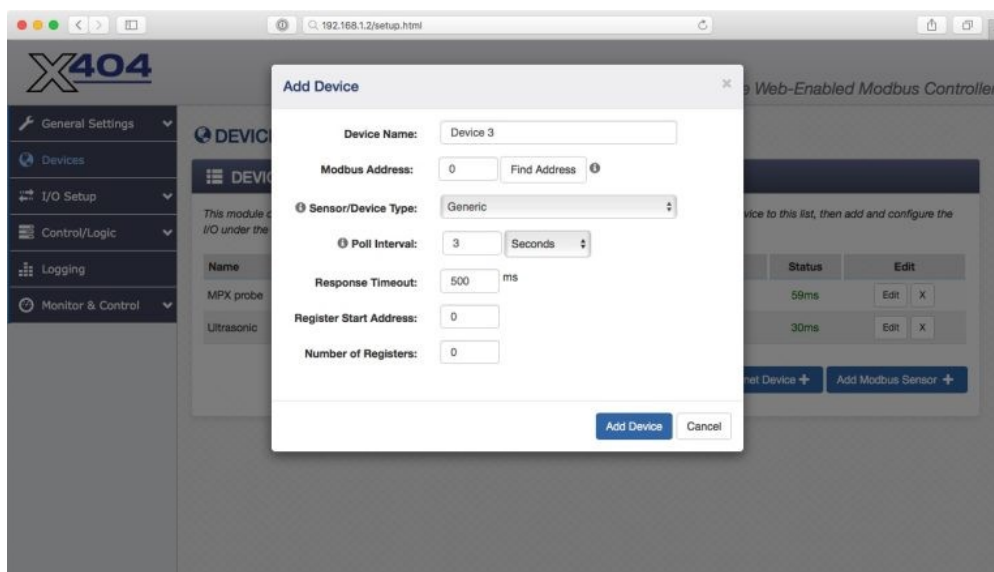 192.168.1.2/setup.html
X404
e Web-Enabled Modbus Controller
General Settings
Devices
I/O Setup
Control/Logic
Logging
Monitor & Control
DEVIC
DEVIC
This module c
vice to this list, then add and configure the
I/O under the
Name Status Edit
MPX probe 59ms Edit X
Ultrasonic 30ms Edit X
net Device + Add Modbus Sensor +
Add Device ×
Device Name: Device 3
Modbus Address: 0 Find Address
Sensor/Device Type: Generic
Poll Interval: 3 Seconds
Response Timeout: 500 ms
Register Start Address: 0
Number of Registers: 0
Add Device Cancel